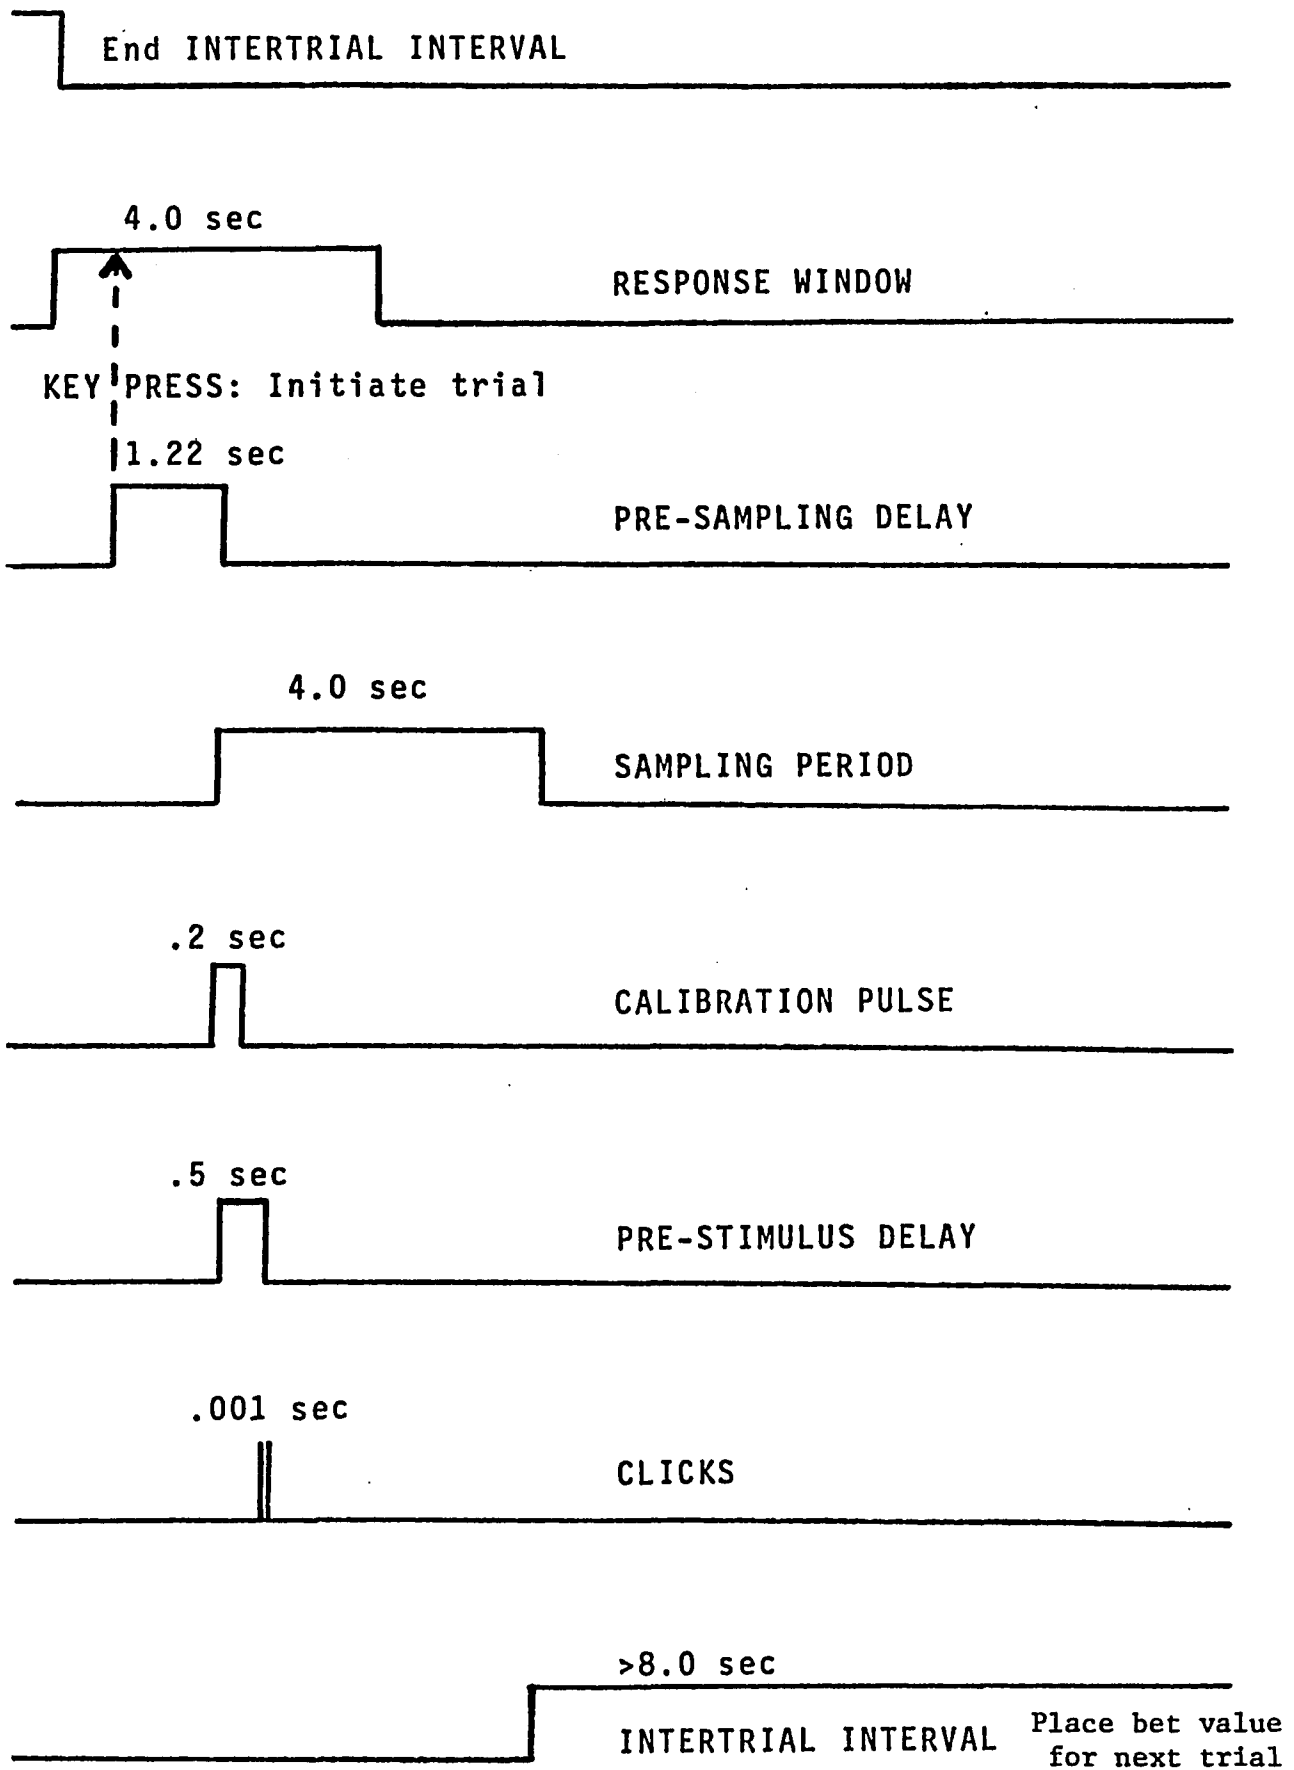 End INTERTRIAL INTERVAL
4.0 sec
RESPONSE WINDOW
KEY PRESS: Initiate trial
1.22 sec
PRE-SAMPLING DELAY
4.0 sec
SAMPLING PERIOD
.2 sec
CALIBRATION PULSE
.5 sec
PRE-STIMULUS DELAY
.001 sec
CLICKS
>8.0 sec
INTERTRIAL INTERVAL
Place bet value
for next trial